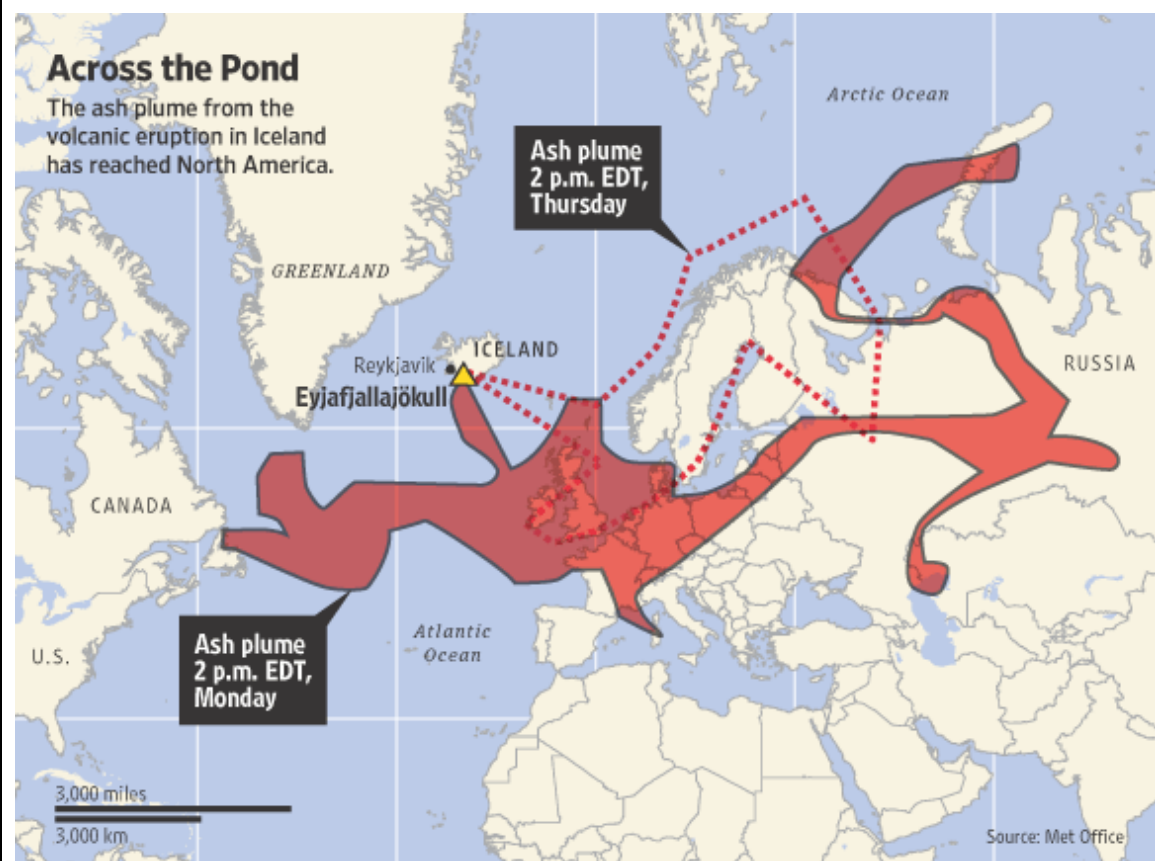 Across the Pond
The ash plume from the
volcanic eruption in Iceland
has reached North America.
Arctic Ocean
Ash plume
2 p.m. EDT,
Thursday
GREENLAND
ICELAND
Reykjavik
Eyjafjallajökull
RUSSIA
CANADA
Ash plume
2 p.m. EDT,
Monday
Atlantic
Ocean
U.S.
3,000 miles
3,000 km
Source: Met Office